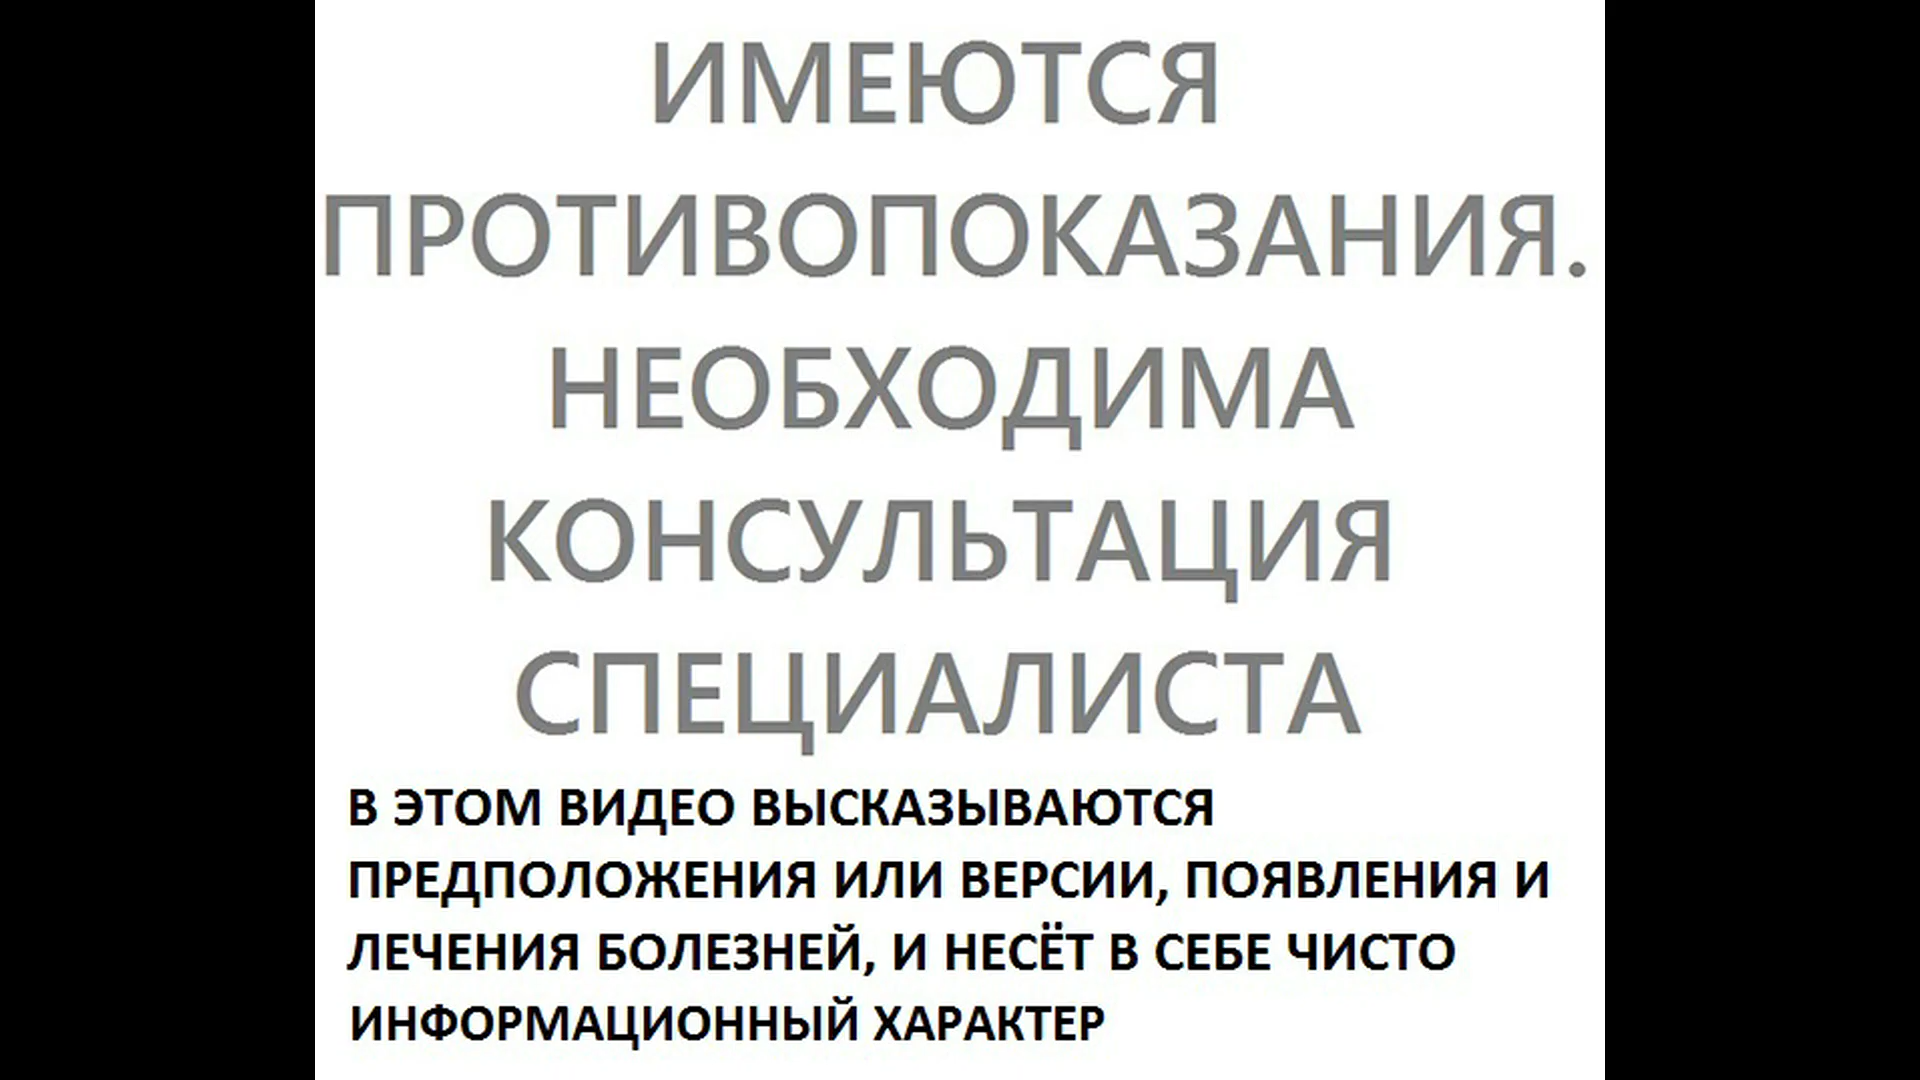 ИМЕЮТСЯ
ПРОТИВОПОКАЗАНИЯ.
НЕОБХОДИМА
КОНСУЛЬТАЦИЯ
СПЕЦИАЛИСТА
В ЭТОМ ВИДЕО ВЫСКАЗЫВАЮТСЯ
ПРЕДПОЛОЖЕНИЯ ИЛИ ВЕРСИИ, ПОЯВЛЕНИЯ И
ЛЕЧЕНИЯ БОЛЕЗНЕЙ, И НЕСЁТ В СЕБЕ ЧИСТО
ИНФОРМАЦИОННЫЙ ХАРАКТЕР